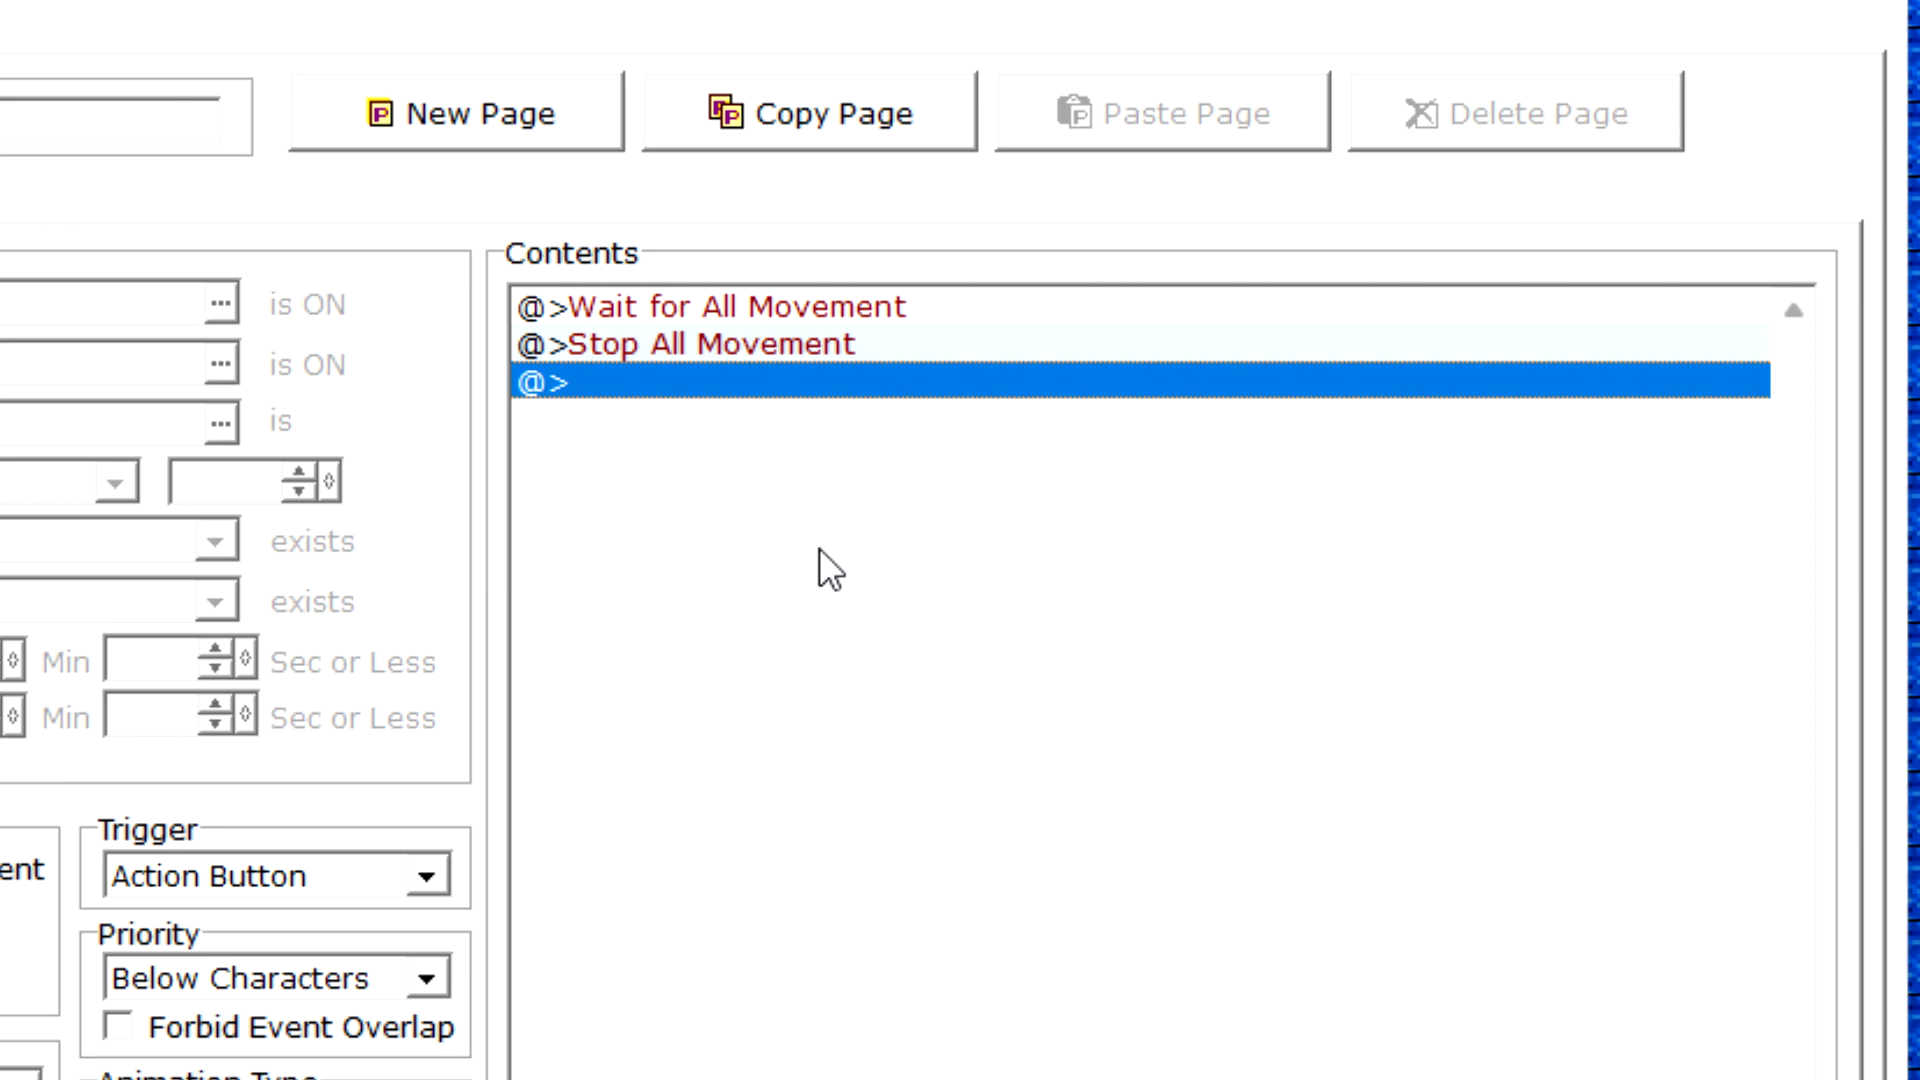 New Page
Copy Page
Paste Page
Delete Page
Contents
is ON
is ON
is
exists
exists
Min
Sec or Less
Min
Sec or Less
@>Wait for All Movement
@>Stop All Movement
@>
Trigger
Action Button
Priority
Below Characters
Forbid Event Overlap
Animation Type
ent